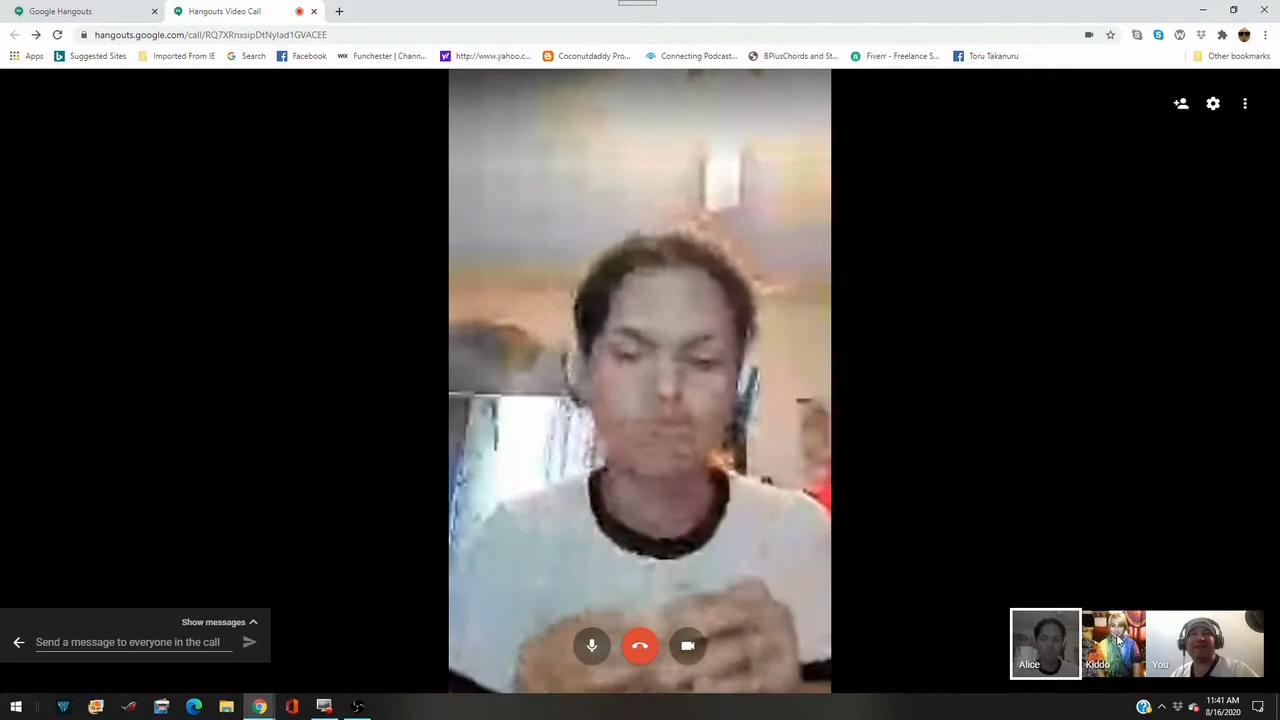 Google Hangouts
Hangouts Video Call
hangouts.google.com/call/RQ7XRnxsipDtNylad1GVACEE
Apps
Suggested Sites
Imported From IE
Search
Facebook
WIX
Funchester | Chann...
http://www.yahoo.c...
Coconutdaddy Pro...
Connecting Podcast...
BPlusChords and St...
Fiverr - Freelance S...
Toru Takanuru
Other bookmarks
Show messages
Send a message to everyone in the call
Alice
Kiddo
You
11:41 AM
8/16/2020